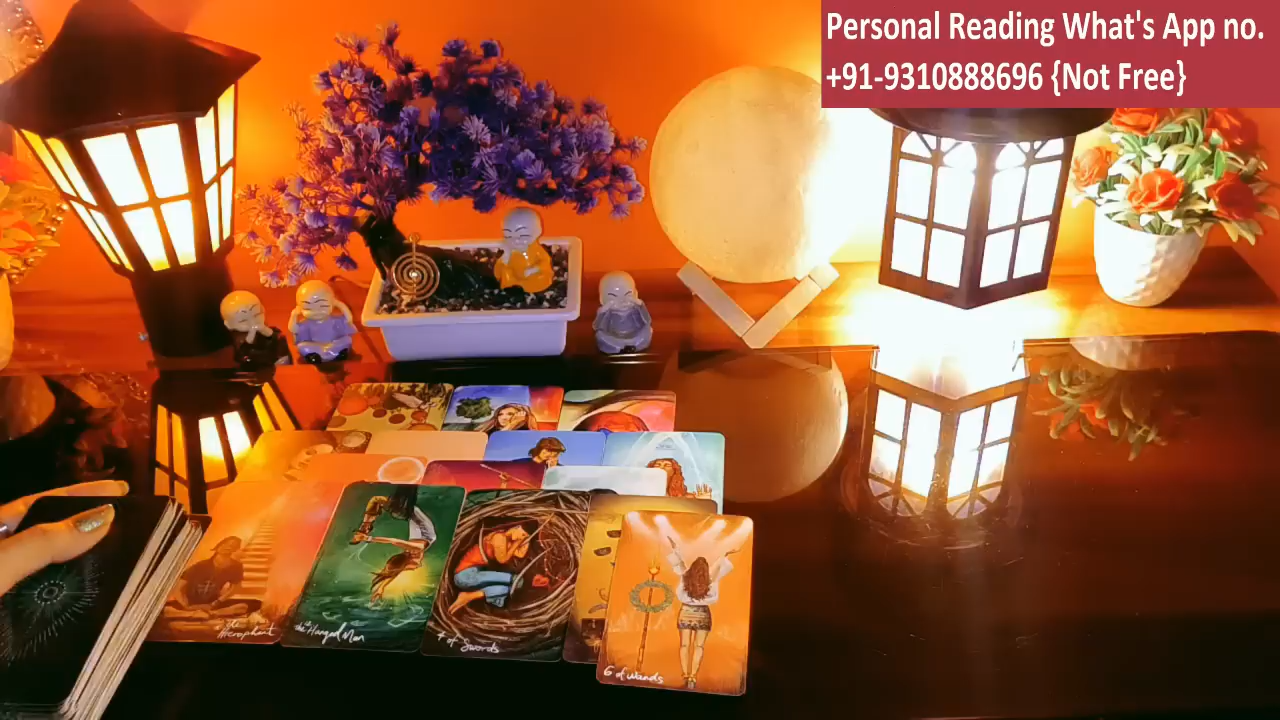 Personal Reading What's App no.
+91-9310888696 {Not Free}
the Hierophant
the Hanged Man
4 of Swords
6 of Wands